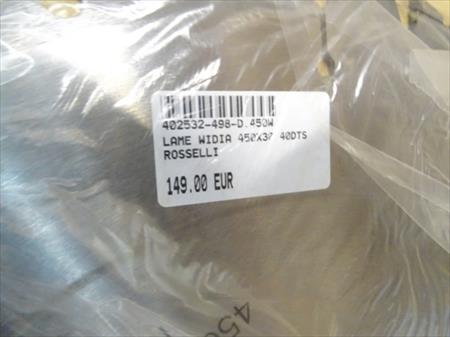 402532-498-D.450W
LAME WIDIA 450X30 40DTS
ROSSELLI
149.00 EUR